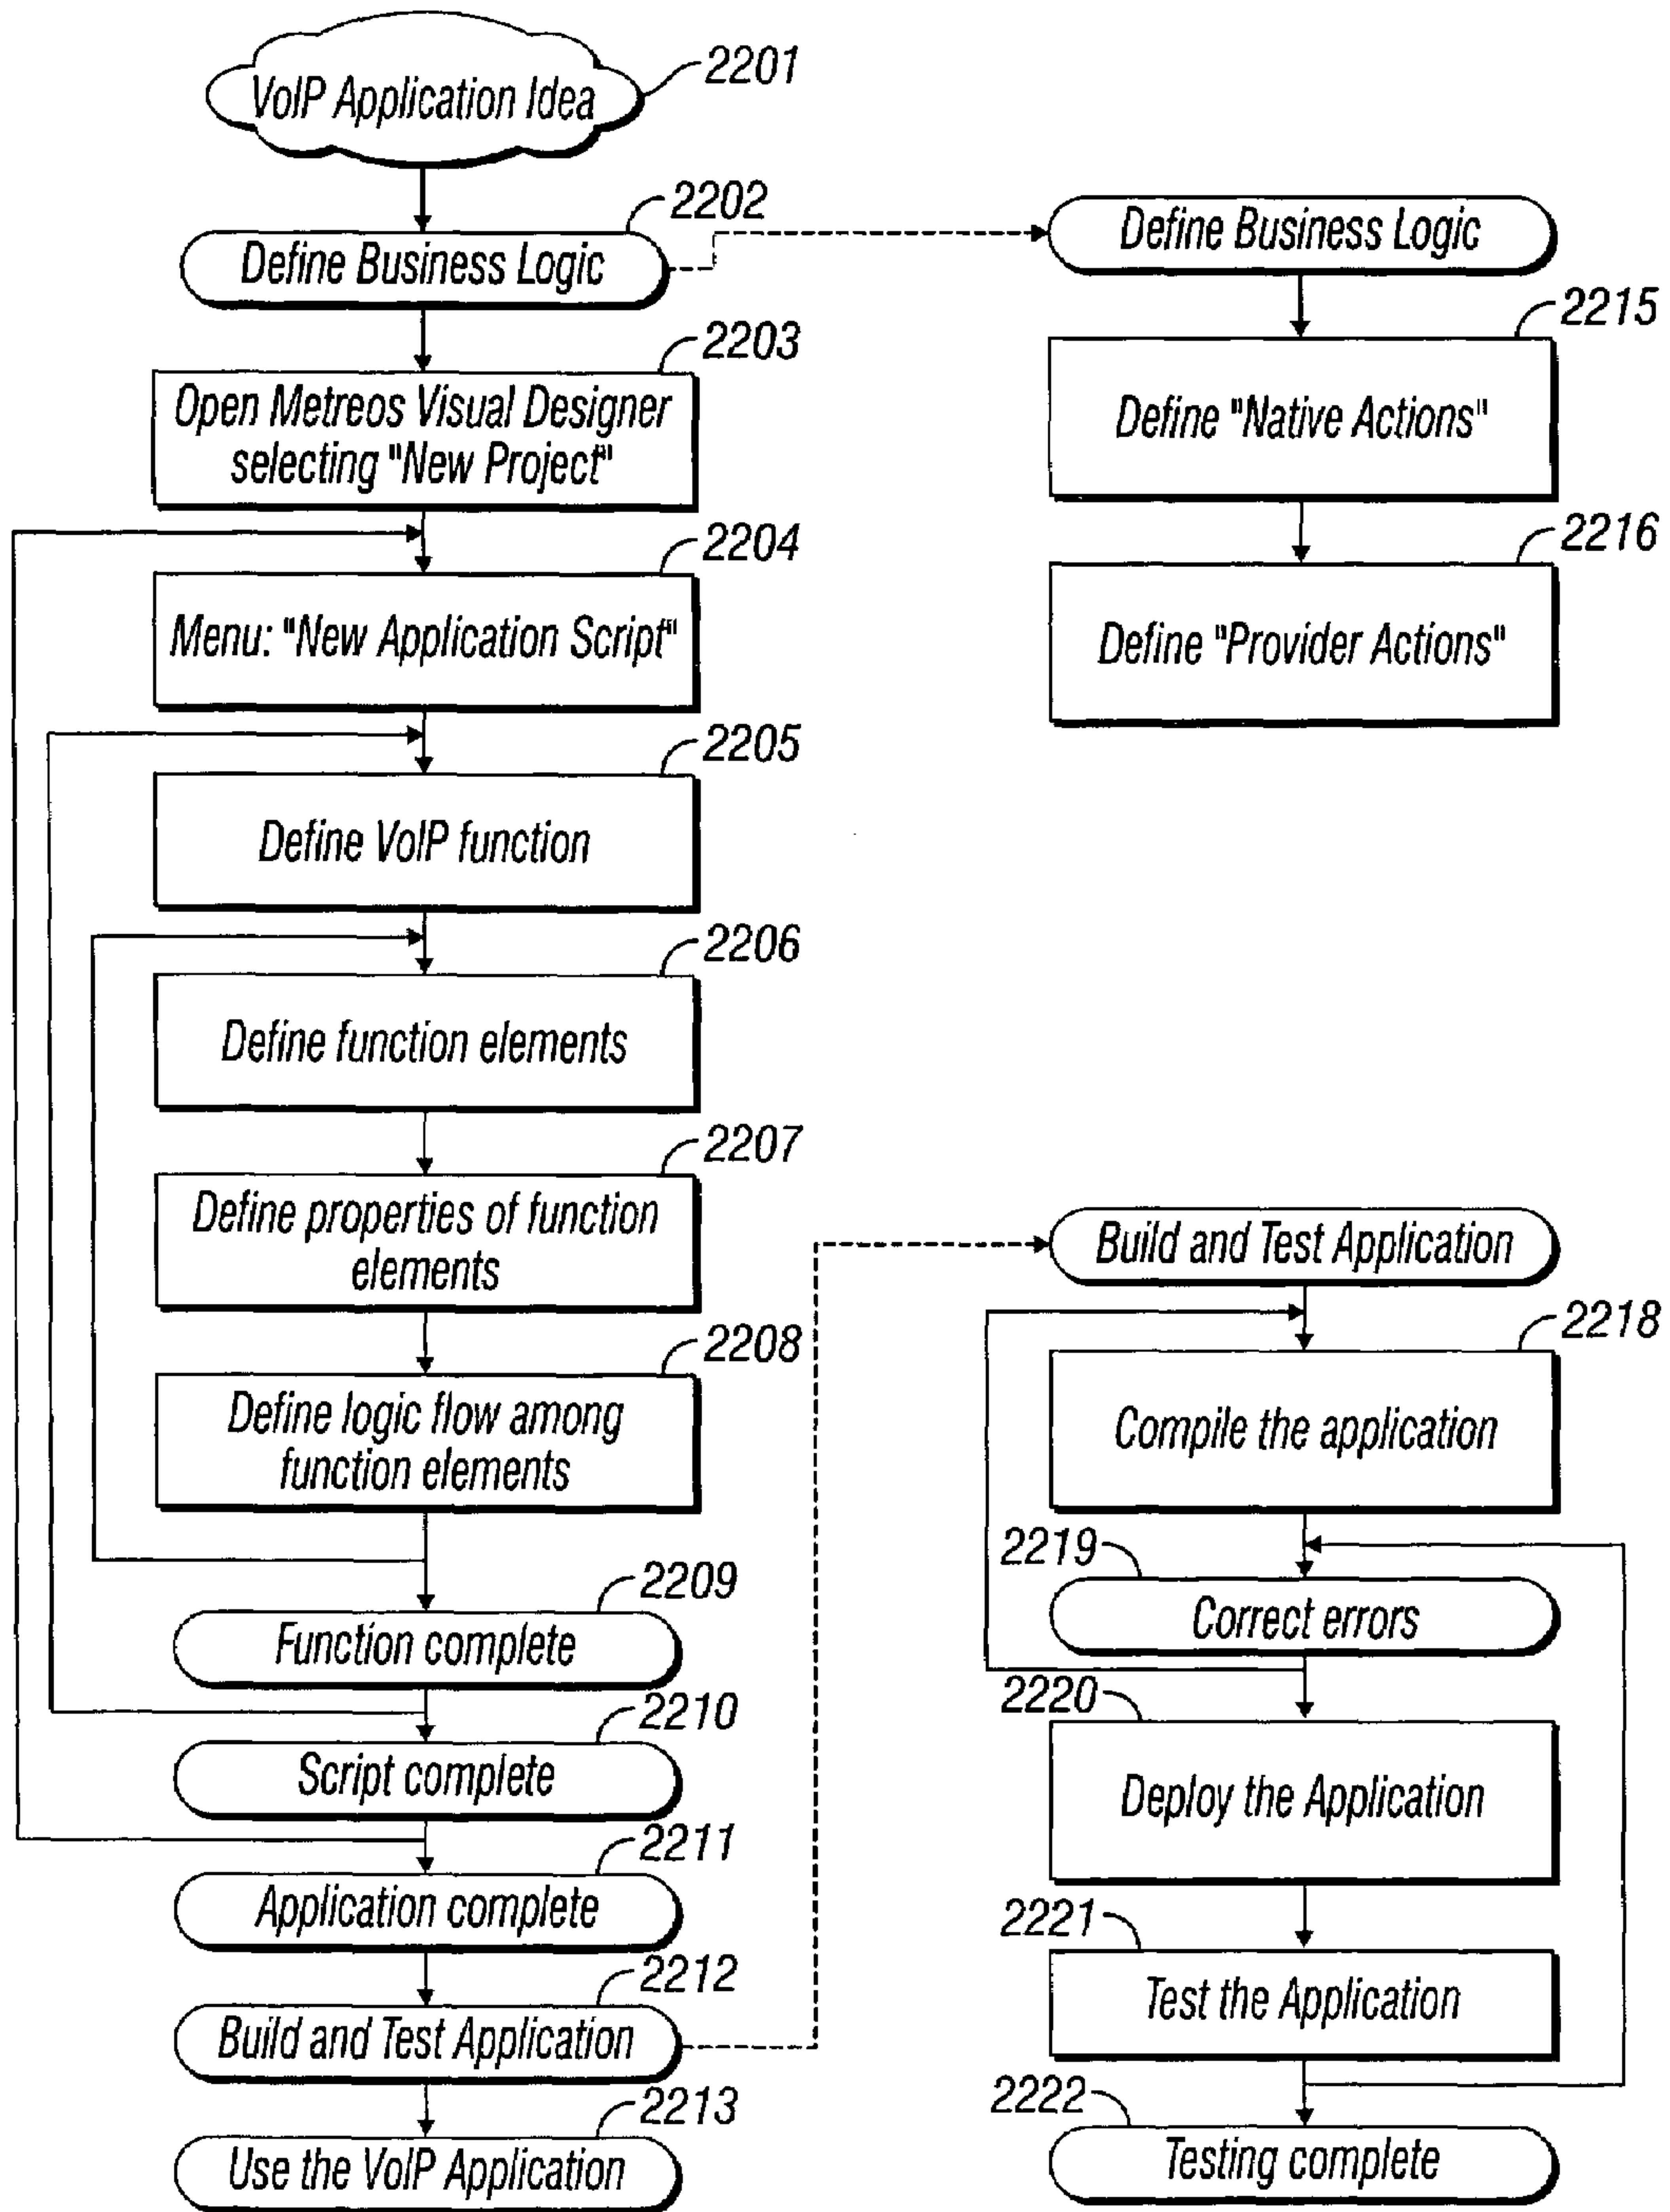 VoIP Application Idea
2201
Define Business Logic
2202
Open Metreos Visual Designer
selecting "New Project"
2203
Menu: "New Application Script"
2204
Define VoIP function
2205
Define function elements
2206
Define properties of function
elements
2207
Define logic flow among
function elements
2208
Function complete
2209
Script complete
2210
Application complete
2211
Build and Test Application
2212
Use the VoIP Application
2213
Define Business Logic
2215
Define "Native Actions"
2216
Define "Provider Actions"
Build and Test Application
2218
Compile the application
2219
Correct errors
2220
Deploy the Application
2221
Test the Application
2222
Testing complete